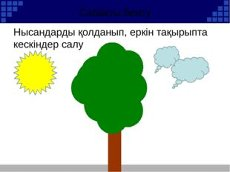 Нысандарды қолданып, еркін тақырыпта
кескіндер салу